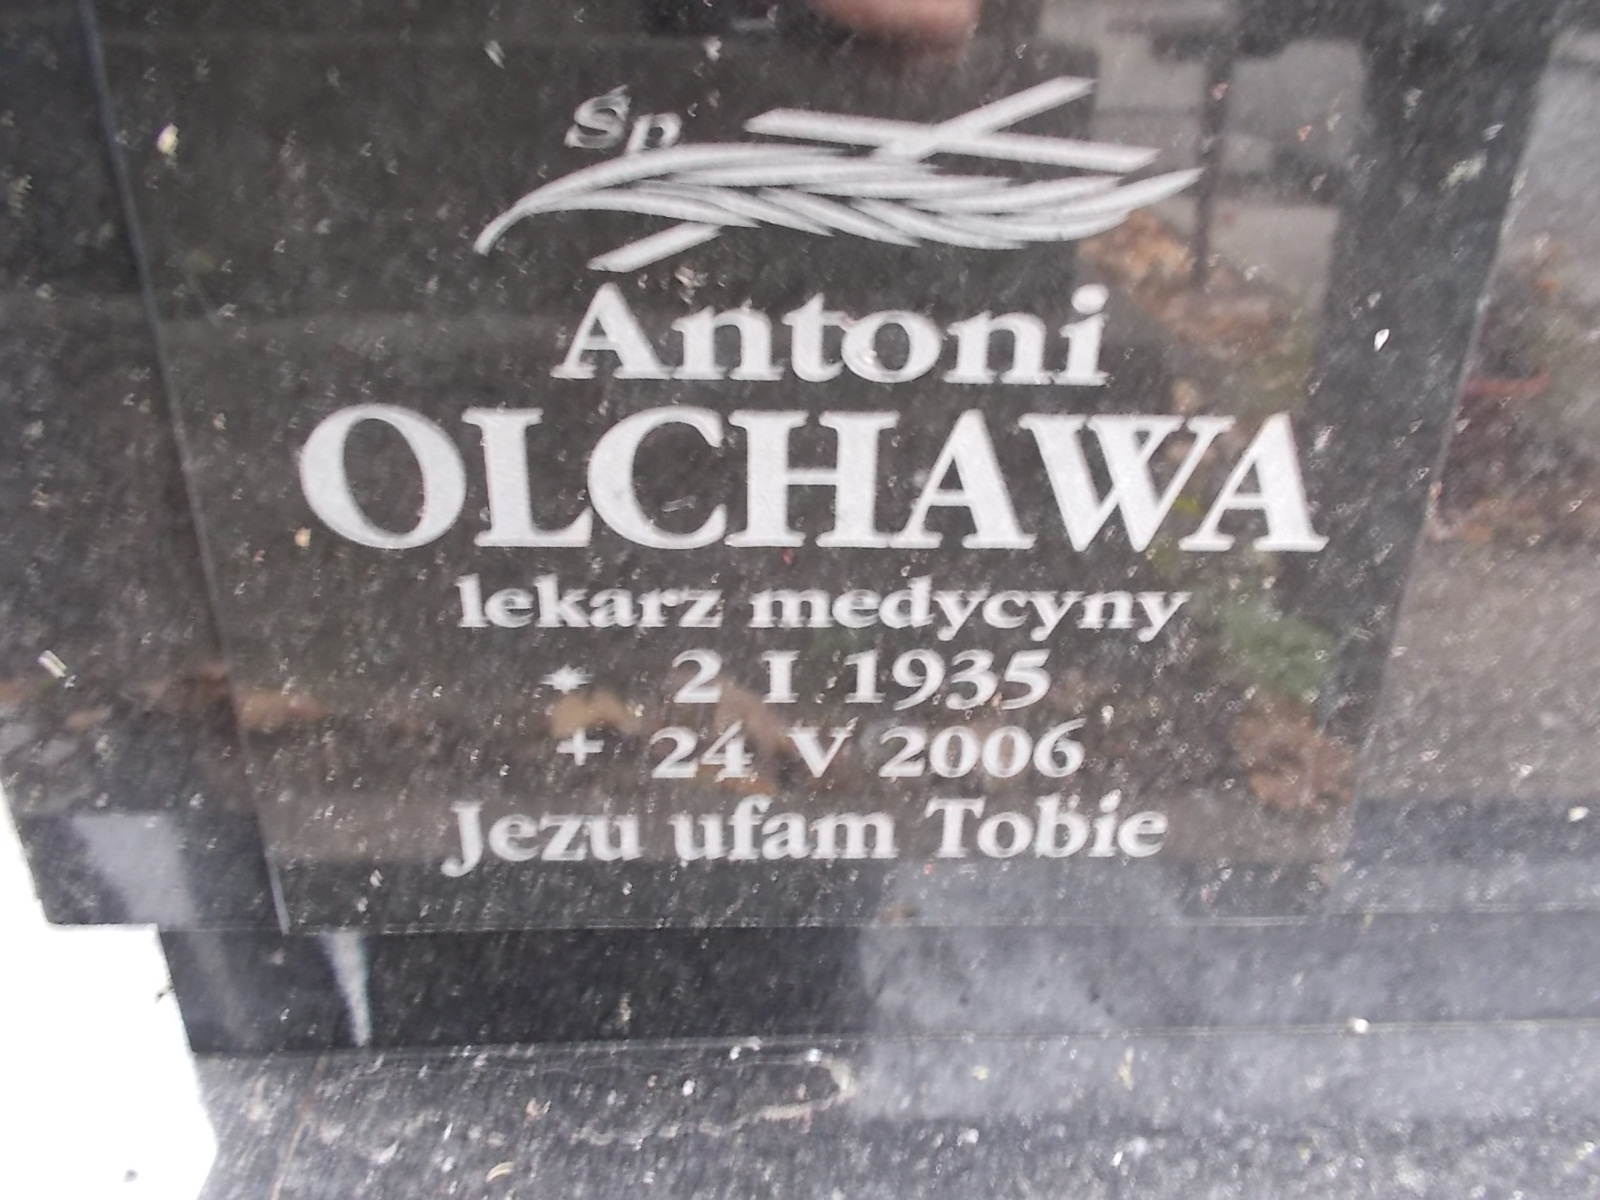 Śp
Antoni
OLCHAWA
lekarz medycyny
* 2 I 1935
+ 24 V 2006
Jezu ufam Tobie